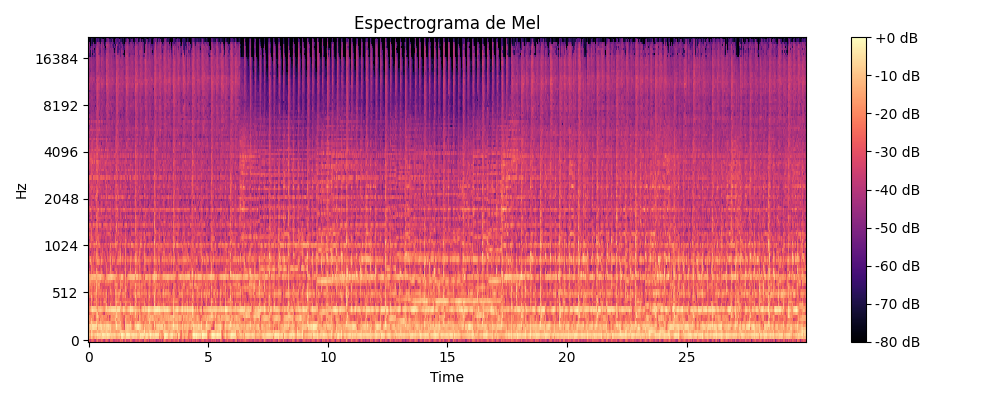 Espectrograma de Mel
Hz
16384
8192
4096
2048
1024
512
0
0
5
10
15
20
25
Time
+0 dB
-10 dB
-20 dB
-30 dB
-40 dB
-50 dB
-60 dB
-70 dB
-80 dB